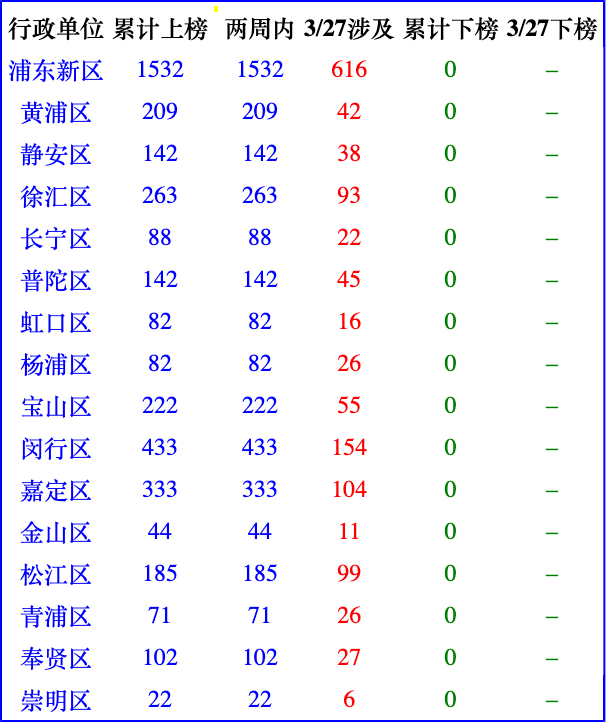 行政单位 累计上榜 两周内 3/27涉及 累计下榜 3/27下榜
浦东新区 1532 1532 616 0 –
黄浦区 209 209 42 0 –
静安区 142 142 38 0 –
徐汇区 263 263 93 0 –
长宁区 88 88 22 0 –
普陀区 142 142 45 0 –
虹口区 82 82 16 0 –
杨浦区 82 82 26 0 –
宝山区 222 222 55 0 –
闵行区 433 433 154 0 –
嘉定区 333 333 104 0 –
金山区 44 44 11 0 –
松江区 185 185 99 0 –
青浦区 71 71 26 0 –
奉贤区 102 102 27 0 –
崇明区 22 22 6 0 –